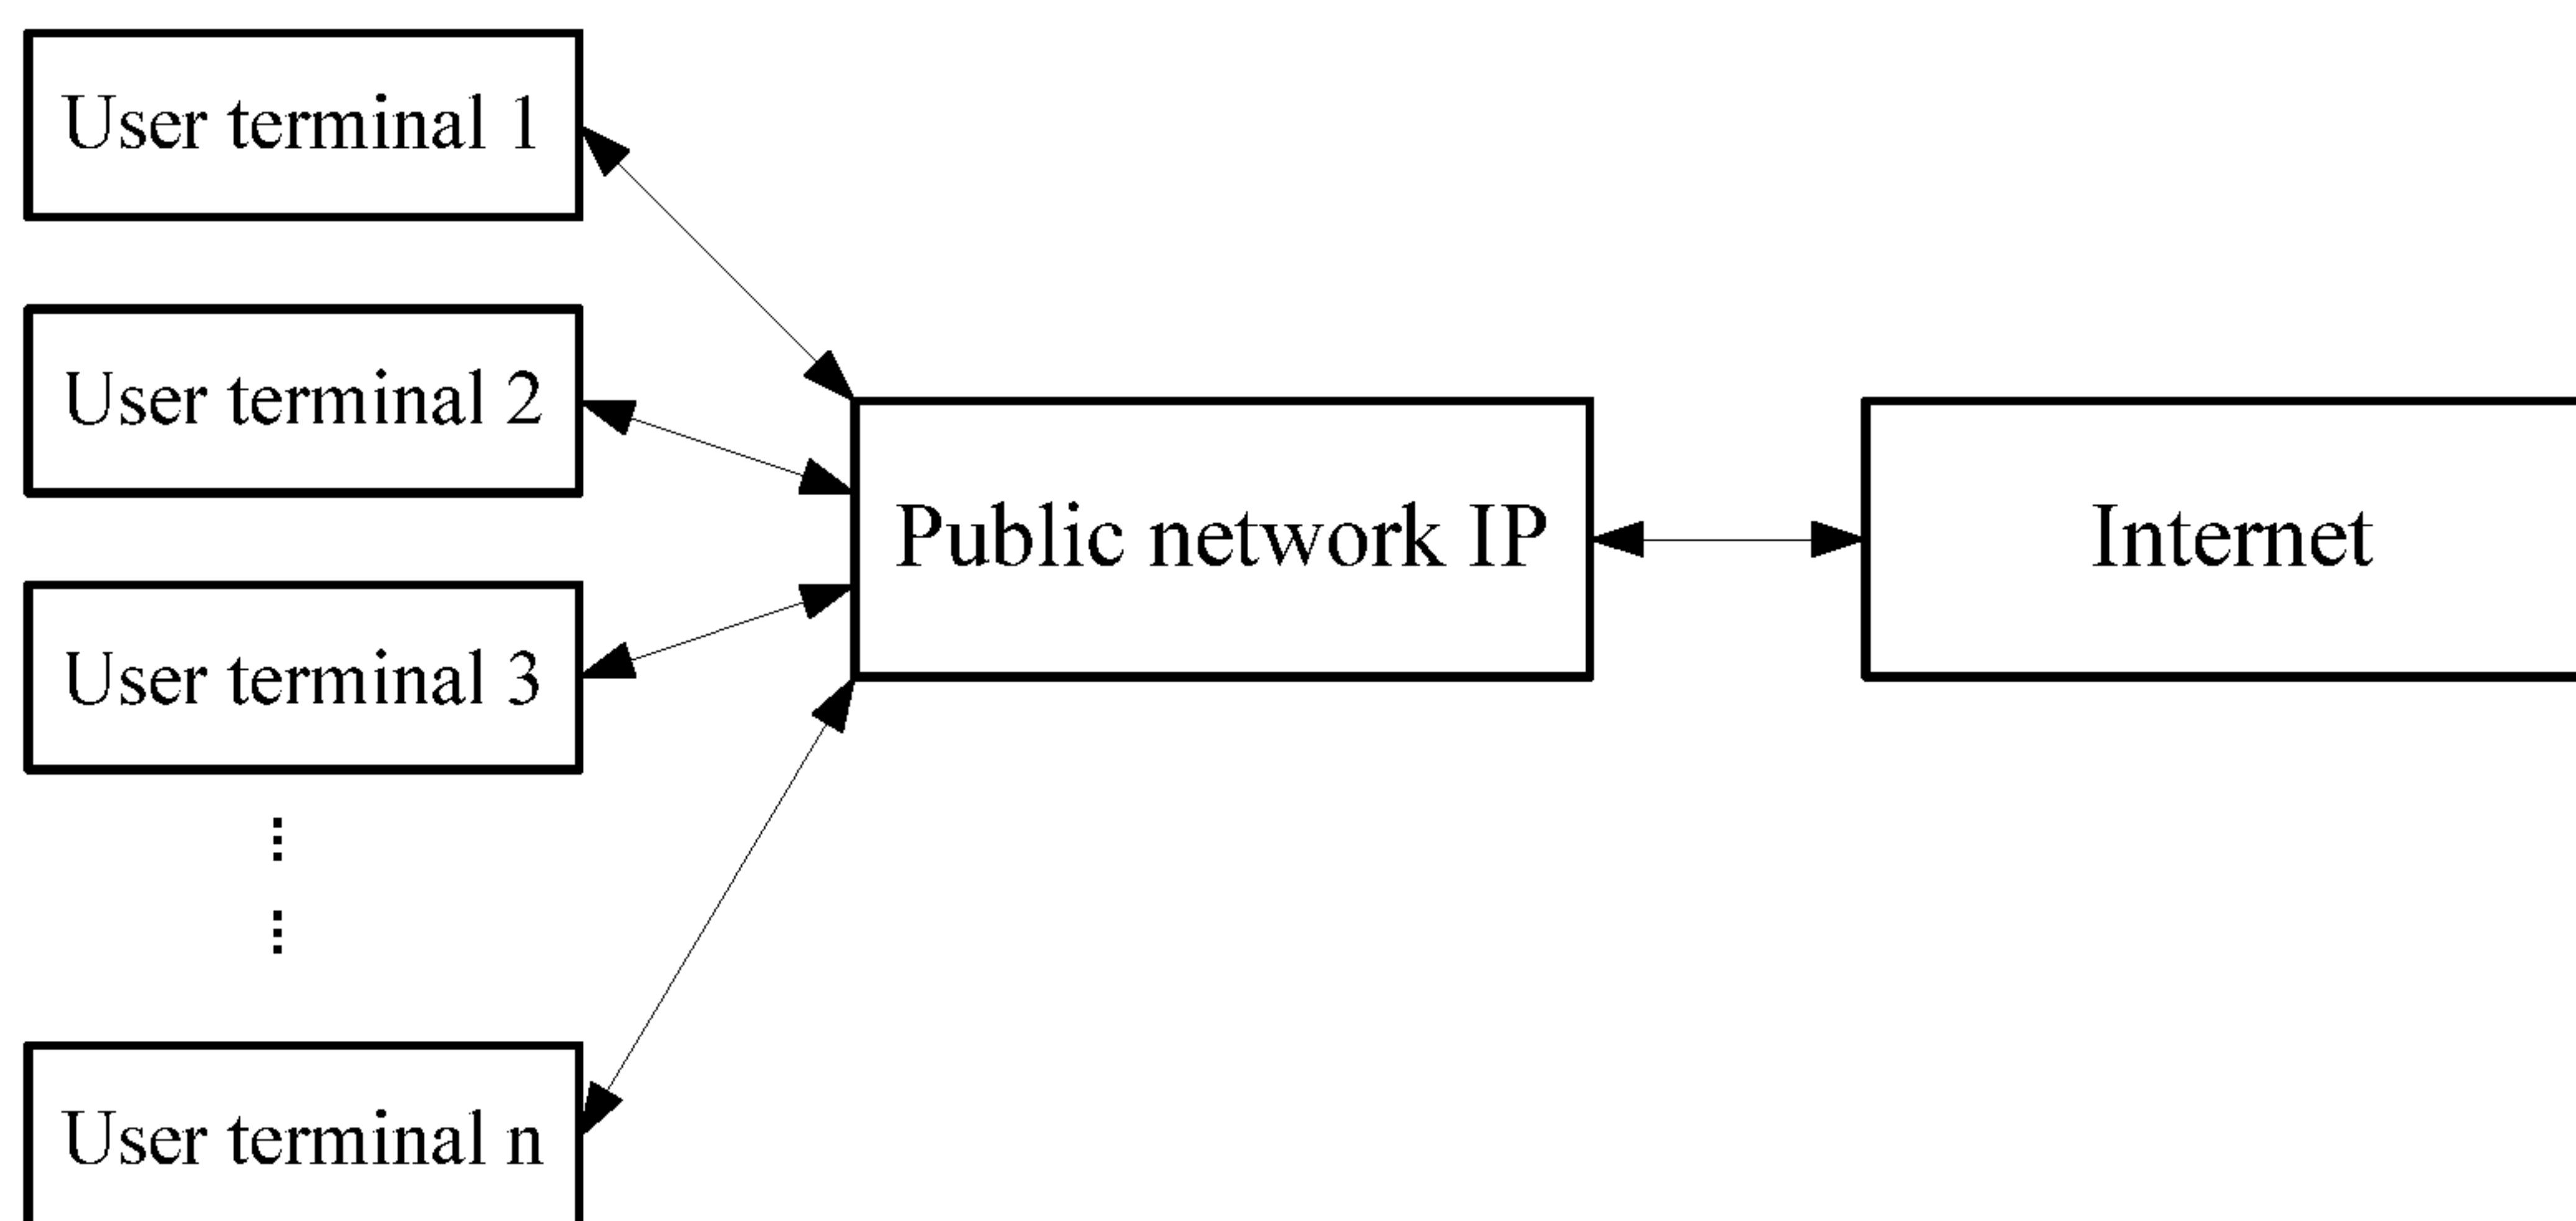 User terminal 1
User terminal 2
User terminal 3
User terminal n
Public network IP
Internet